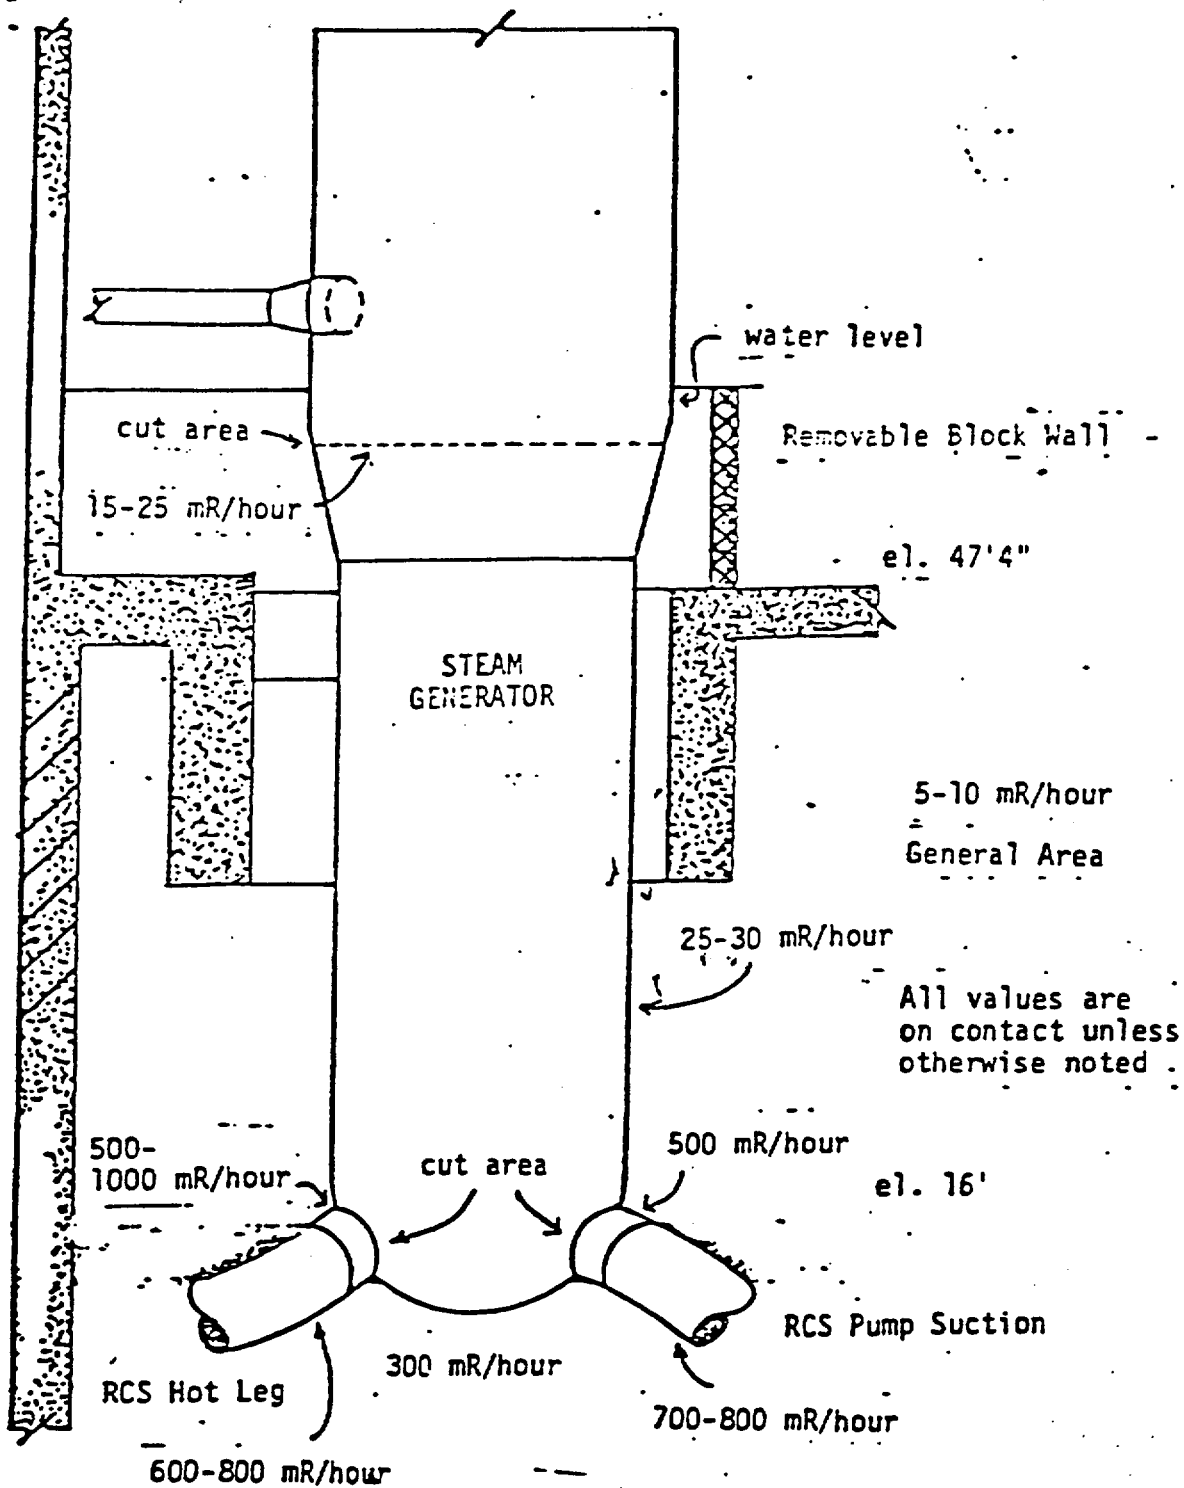 water level
cut area
Removable Block Wall
15-25 mR/hour
el. 47'4"
STEAM
GENERATOR
5-10 mR/hour
General Area
25-30 mR/hour
All values are
on contact unless
otherwise noted .
500-
1000 mR/hour
cut area
500 mR/hour
el. 16'
RCS Pump Suction
300 mR/hour
RCS Hot Leg
700-800 mR/hour
600-800 mR/hour